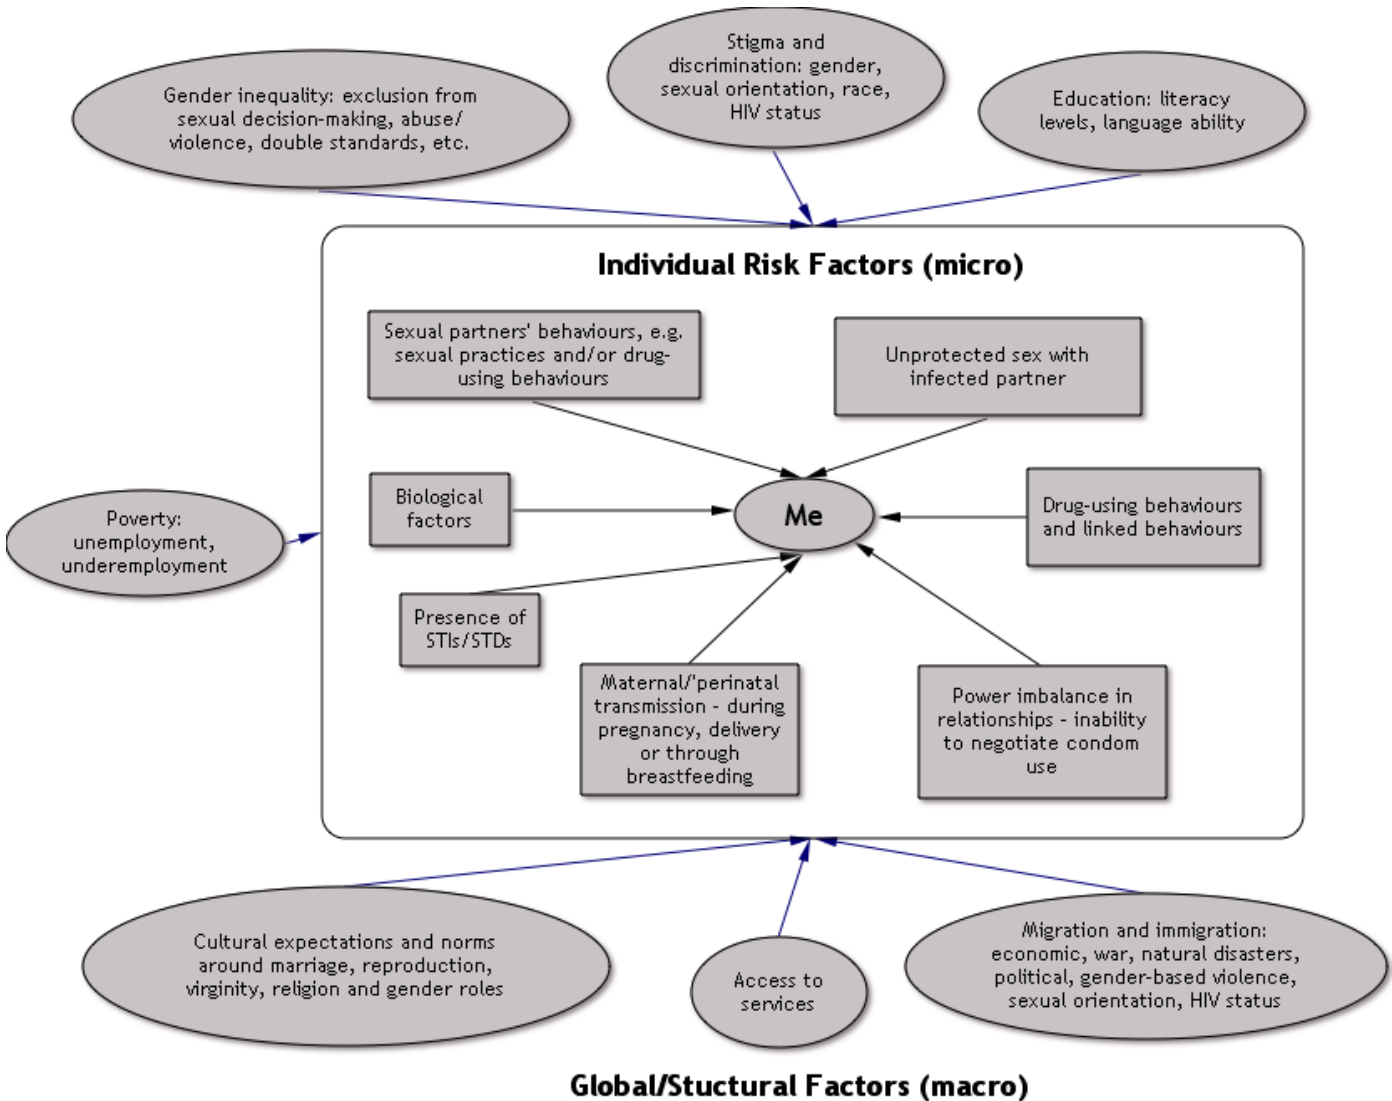 Gender inequality: exclusion from
sexual decision-making, abuse/
violence, double standards, etc.
Stigma and
discrimination: gender,
sexual orientation, race,
HIV status
Education: literacy
levels, language ability
Individual Risk Factors (micro)
Sexual partners' behaviours, e.g.
sexual practices and/or drug-
using behaviours
Unprotected sex with
infected partner
Poverty:
unemployment,
underemployment
Biological
factors
Me
Drug-using behaviours
and linked behaviours
Presence of
STIs/STDs
Maternal/'perinatal
transmission - during
pregnancy, delivery
or through
breastfeeding
Power imbalance in
relationships - inability
to negotiate condom
use
Cultural expectations and norms
around marriage, reproduction,
virginity, religion and gender roles
Access to
services
Migration and immigration:
economic, war, natural disasters,
political, gender-based violence,
sexual orientation, HIV status
Global/Stuctural Factors (macro)